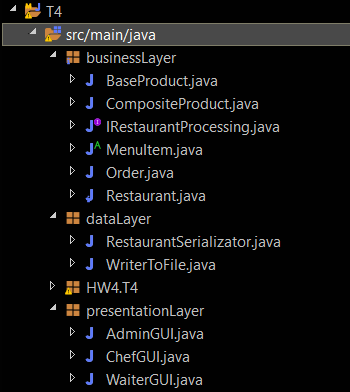 T4
src/main/java
businessLayer
BaseProduct.java
CompositeProduct.java
IRestaurantProcessing.java
MenuItem.java
Order.java
Restaurant.java
dataLayer
RestaurantSerializator.java
WriterToFile.java
HW4.T4
presentationLayer
AdminGUI.java
ChefGUI.java
WaiterGUI.java